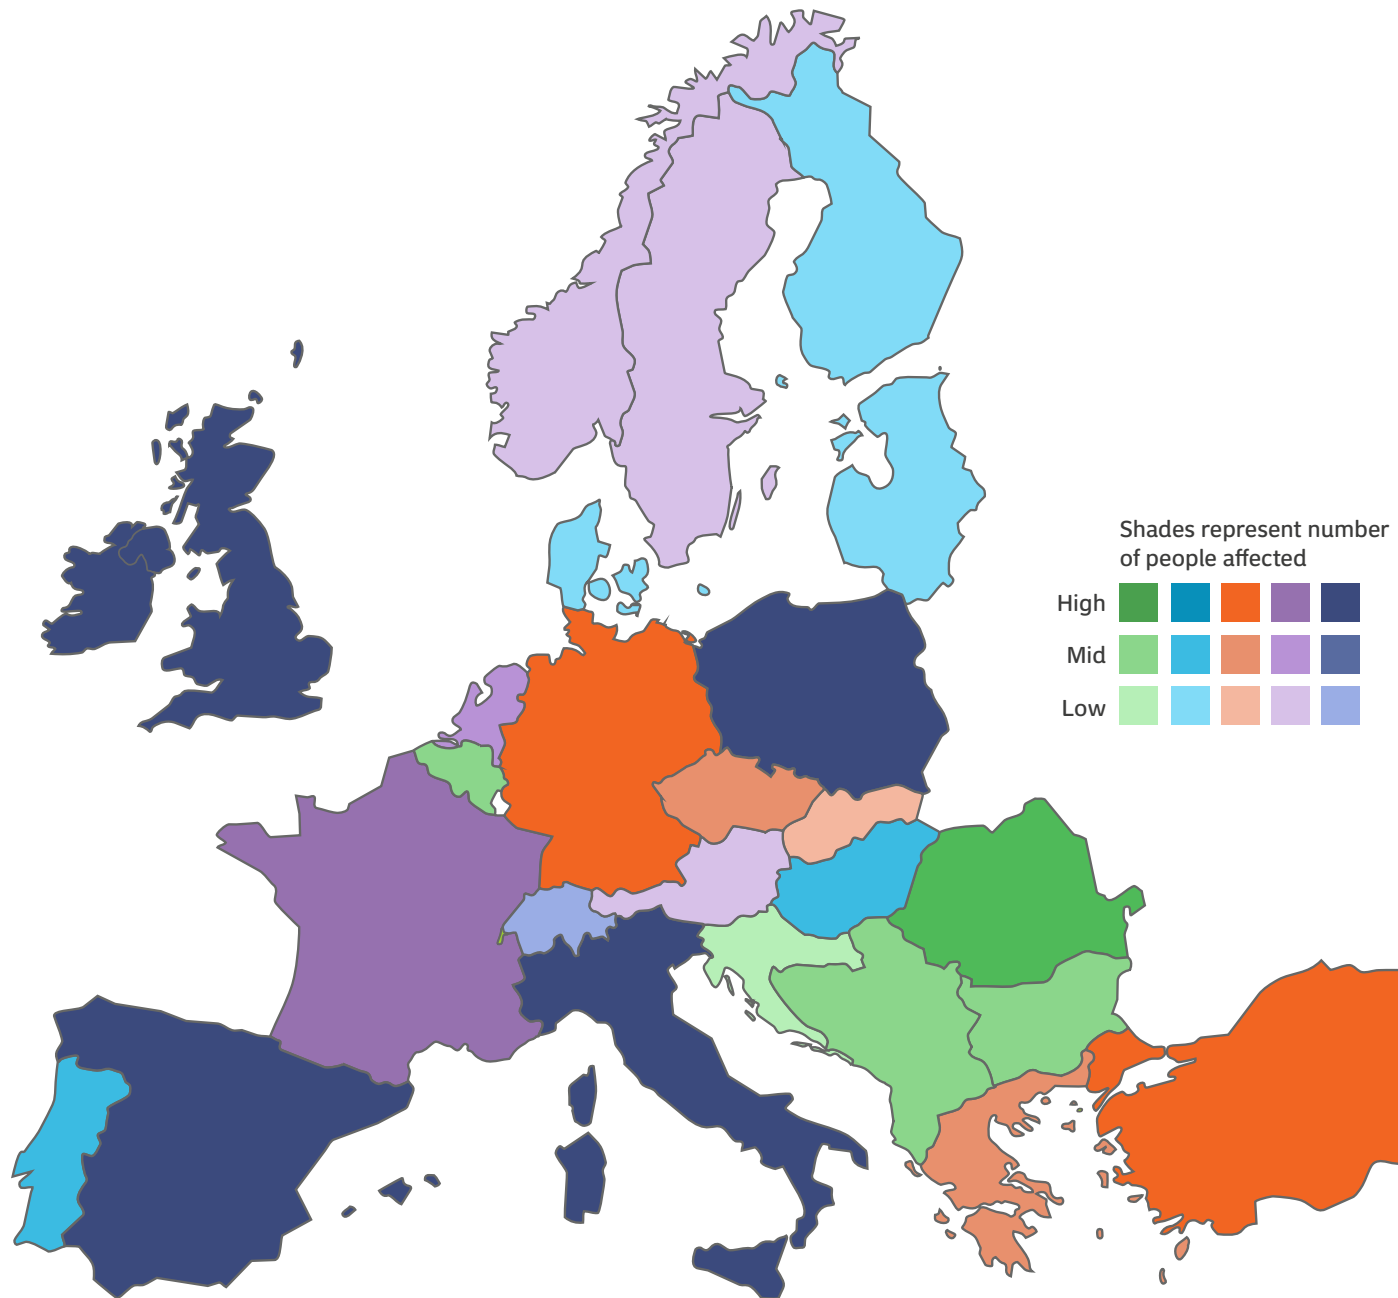 Shades represent number
of people affected
High
Mid
Low